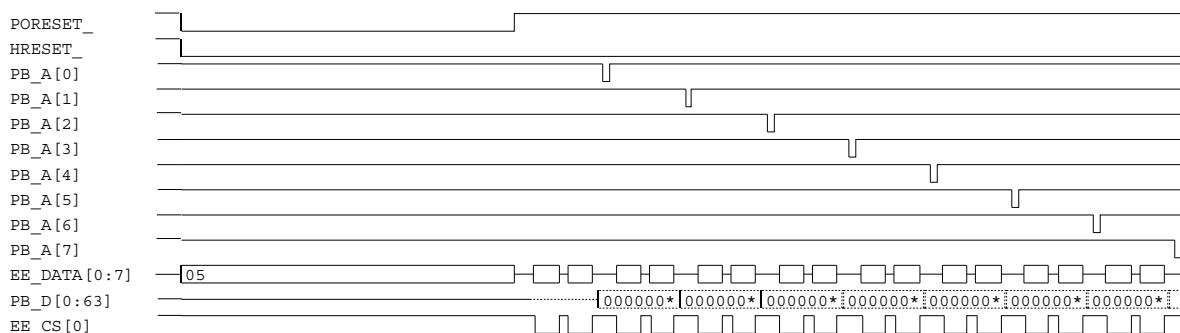 PORESET_
HRESET_
PB_A[0]
PB_A[1]
PB_A[2]
PB_A[3]
PB_A[4]
PB_A[5]
PB_A[6]
PB_A[7]
EE_DATA[0:7] 05
PB_D[0:63] 000000* 000000* 000000* 000000* 000000* 000000* 000000*
EE_CS[0]